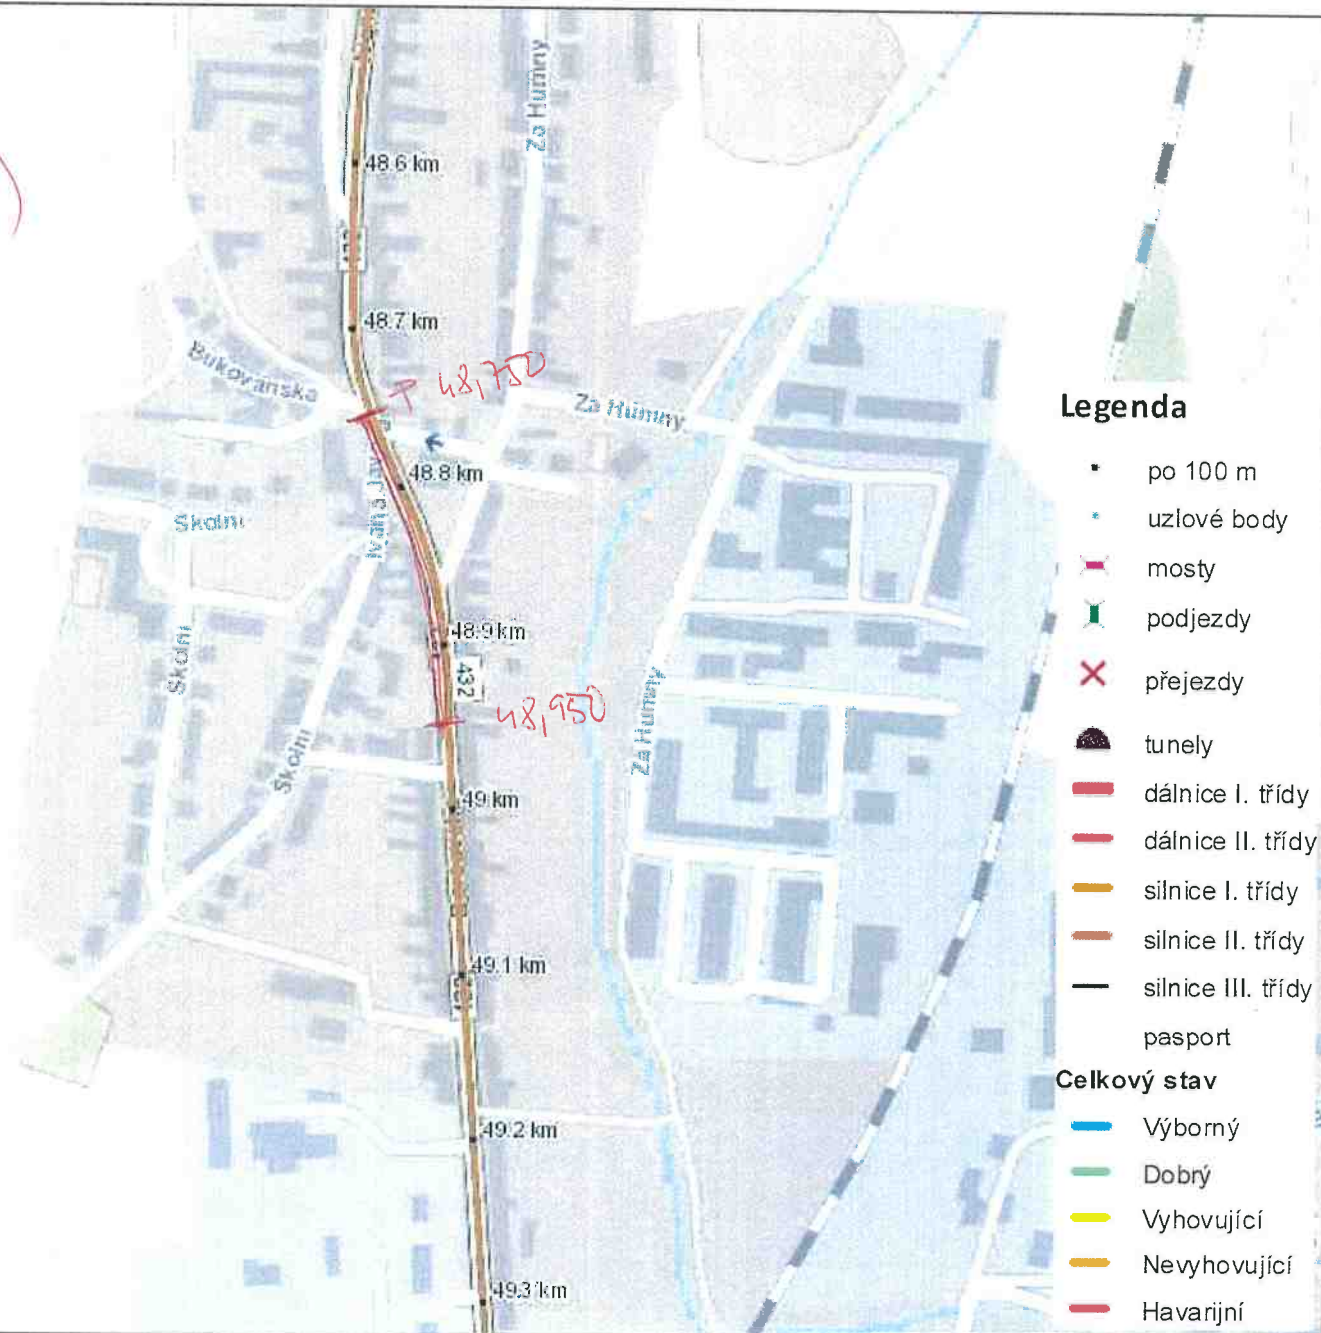 Za Humny
48.6 km
48.7 km
Bukovanská
48,750
Za Humny
48.8 km
Školní
48.9 km
432
Školní
48,950
Za Humny
Školní
49 km
49.1 km
49.2 km
49.3 km
Legenda
po 100 m
uzlové body
mosty
podjezdy
přejezdy
tunely
dálnice I. třídy
dálnice II. třídy
silnice I. třídy
silnice II. třídy
silnice III. třídy
pasport
Celkový stav
Výborný
Dobrý
Vyhovující
Nevyhovující
Havarijní